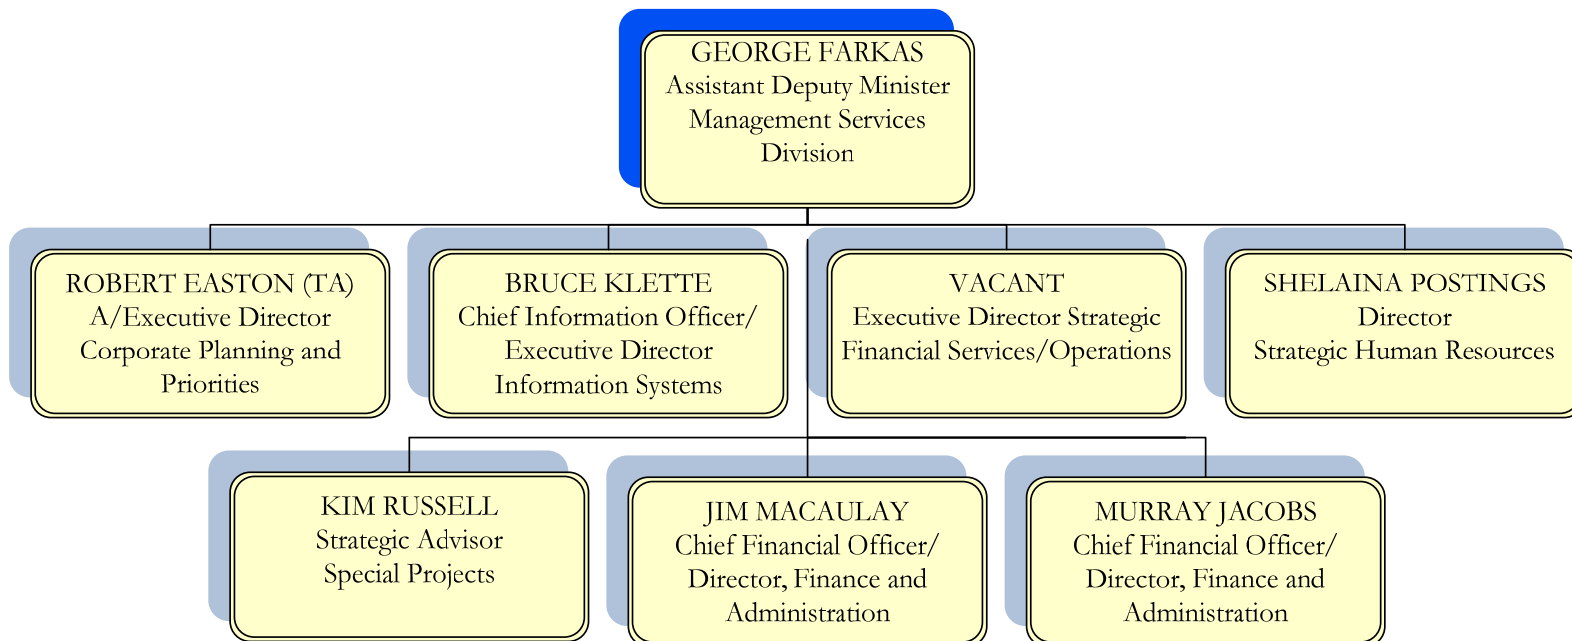 GEORGE FARKAS
Assistant Deputy Minister
Management Services
Division
ROBERT EASTON (TA)
A/Executive Director
Corporate Planning and
Priorities
BRUCE KLETTE
Chief Information Officer/
Executive Director
Information Systems
VACANT
Executive Director Strategic
Financial Services/Operations
SHELAINA POSTINGS
Director
Strategic Human Resources
KIM RUSSELL
Strategic Advisor
Special Projects
JIM MACAULAY
Chief Financial Officer/
Director, Finance and
Administration
MURRAY JACOBS
Chief Financial Officer/
Director, Finance and
Administration